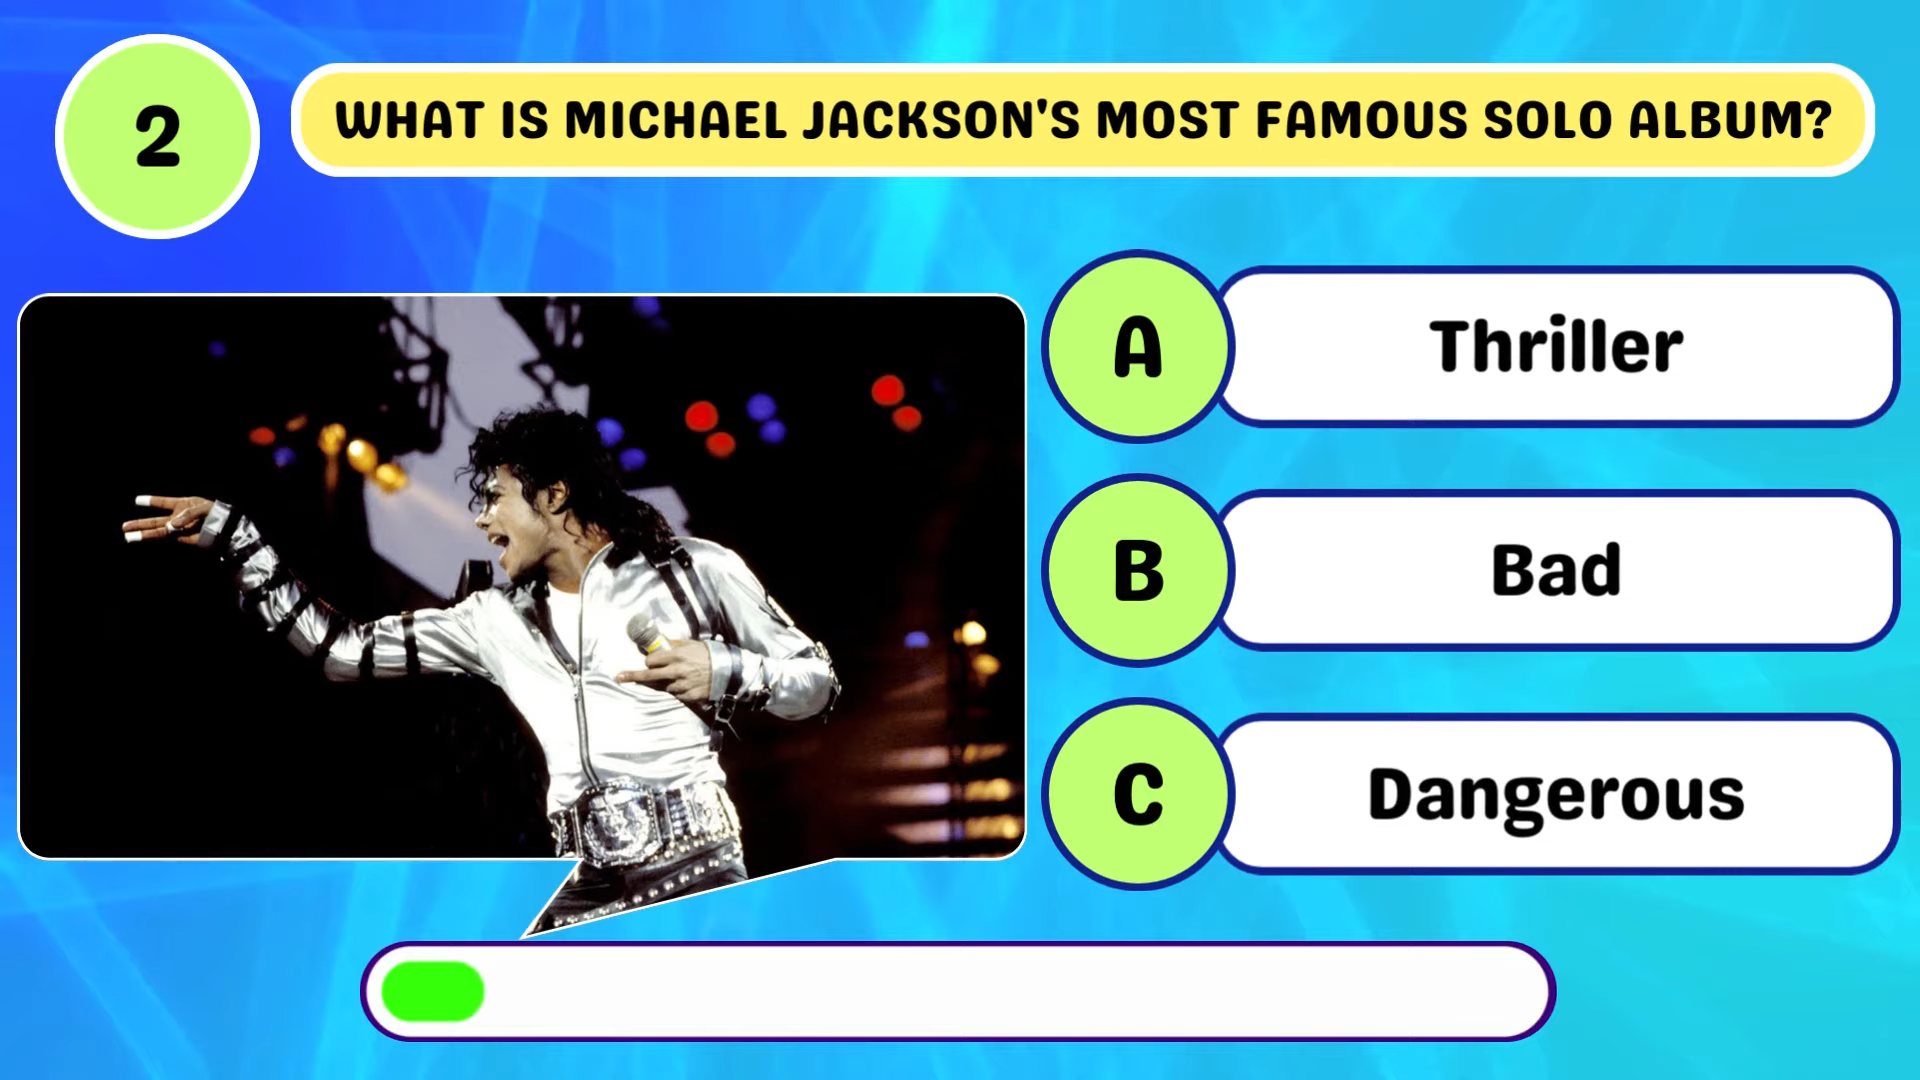 2
WHAT IS MICHAEL JACKSON'S MOST FAMOUS SOLO ALBUM?
A
Thriller
B
Bad
C
Dangerous